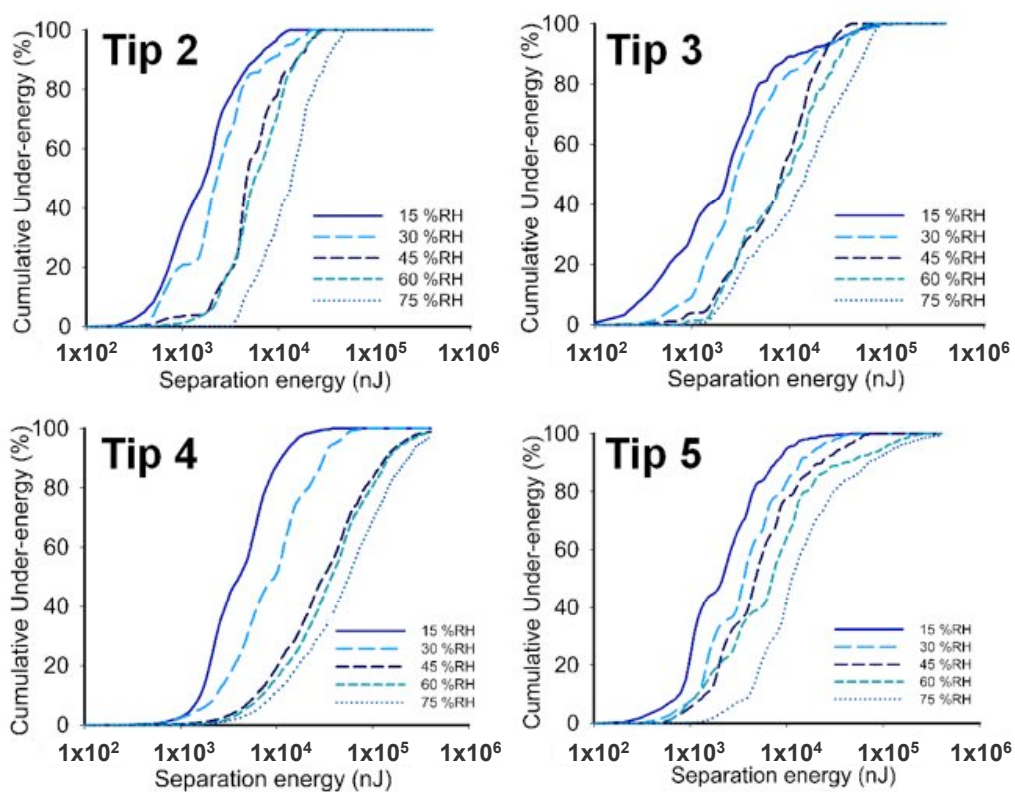 Tip 2
Cumulative Under-energy (%)
100
80
60
40
20
0
15 %RH
30 %RH
45 %RH
60 %RH
75 %RH
1x10² 1x10³ 1x10⁴ 1x10⁵ 1x10⁶
Separation energy (nJ)
Tip 3
Cumulative Under-energy (%)
100
80
60
40
20
0
15 %RH
30 %RH
45 %RH
60 %RH
75 %RH
1x10² 1x10³ 1x10⁴ 1x10⁵ 1x10⁶
Separation energy (nJ)
Tip 4
Cumulative Under-energy (%)
100
80
60
40
20
0
15 %RH
30 %RH
45 %RH
60 %RH
75 %RH
1x10² 1x10³ 1x10⁴ 1x10⁵ 1x10⁶
Separation energy (nJ)
Tip 5
Cumulative Under-energy (%)
100
80
60
40
20
0
15 %RH
30 %RH
45 %RH
60 %RH
75 %RH
1x10² 1x10³ 1x10⁴ 1x10⁵ 1x10⁶
Separation energy (nJ)